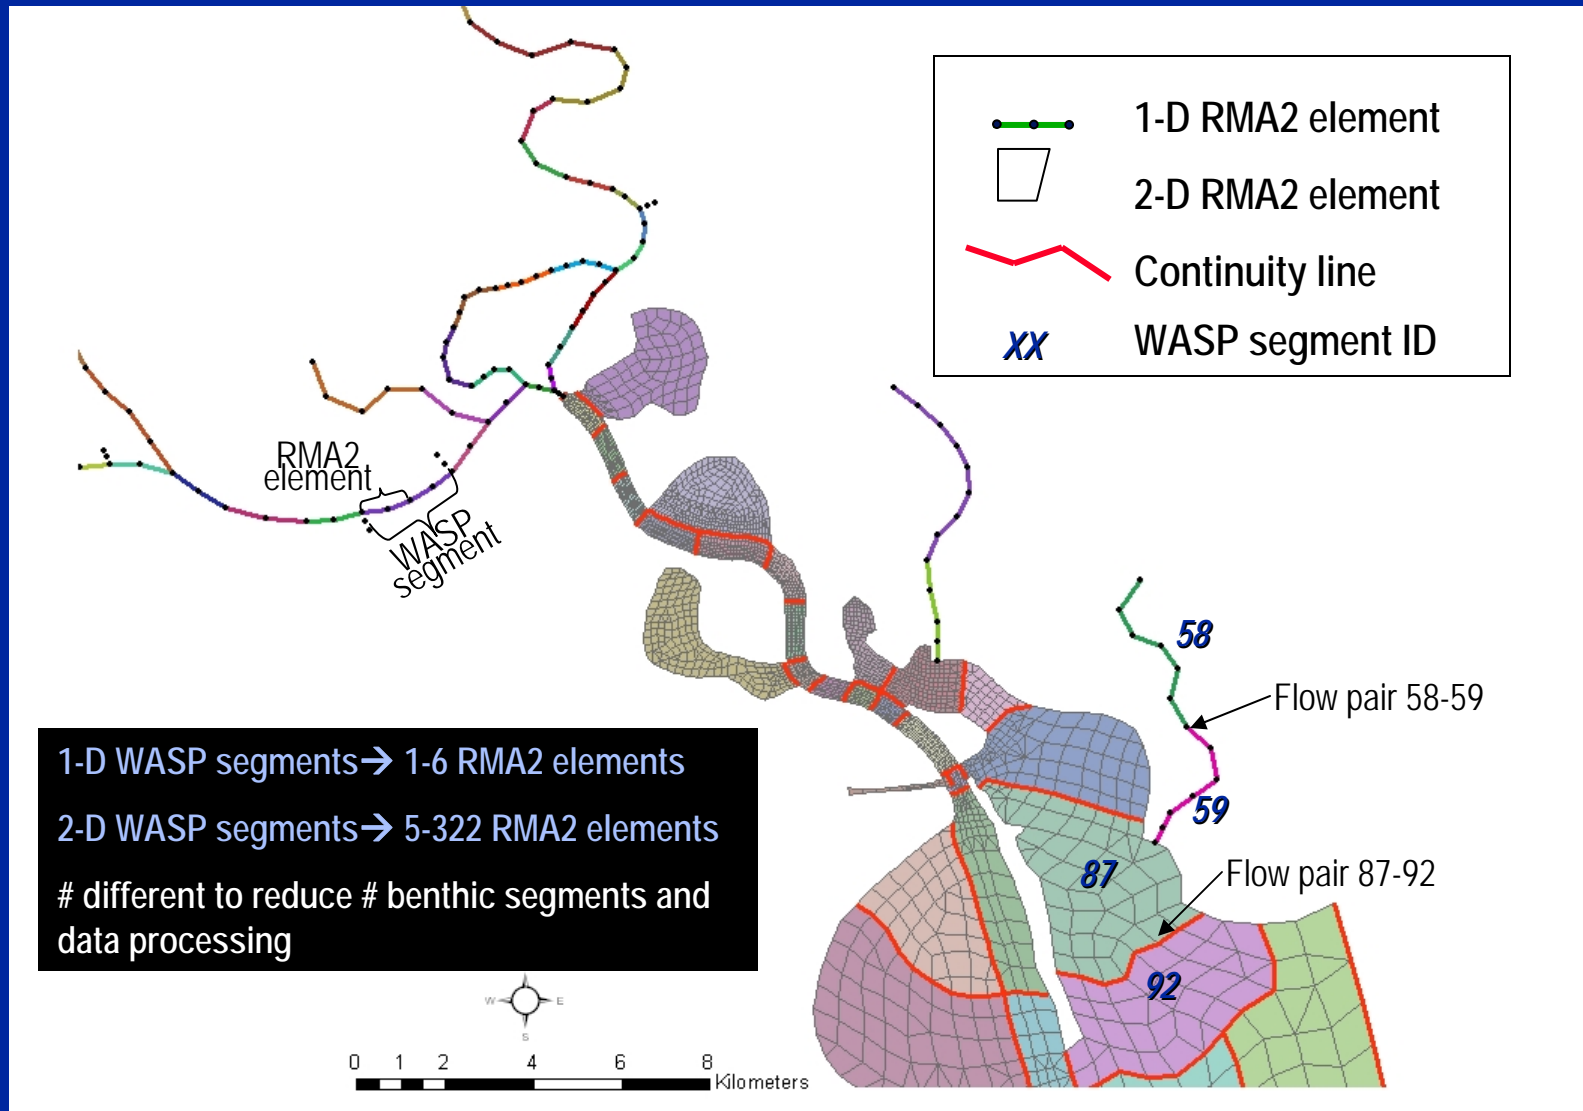 1-D RMA2 element
2-D RMA2 element
Continuity line
XX WASP segment ID
RMA2
element
WASP
segment
58
Flow pair 58-59
59
87
Flow pair 87-92
92
1-D WASP segments→ 1-6 RMA2 elements
2-D WASP segments→ 5-322 RMA2 elements
# different to reduce # benthic segments and
data processing
W E
S
0 1 2 4 6 8
Kilometers